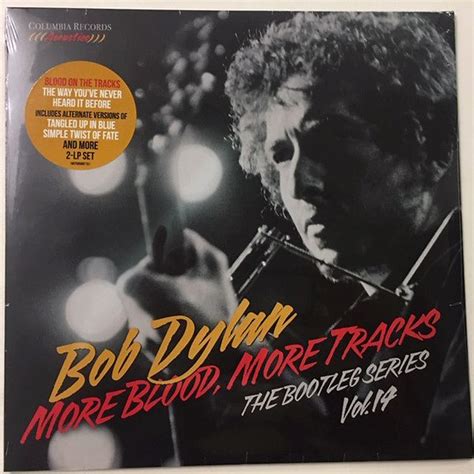 COLUMBIA RECORDS
(((Acoustics)))
BLOOD ON THE TRACKS
THE WAY YOU'VE NEVER
HEARD IT BEFORE
INCLUDES ALTERNATE VERSIONS OF
TANGLED UP IN BLUE
SIMPLE TWIST OF FATE
AND MORE
2-LP SET
Bob Dylan
MORE BLOOD, MORE TRACKS
THE BOOTLEG SERIES
Vol.14